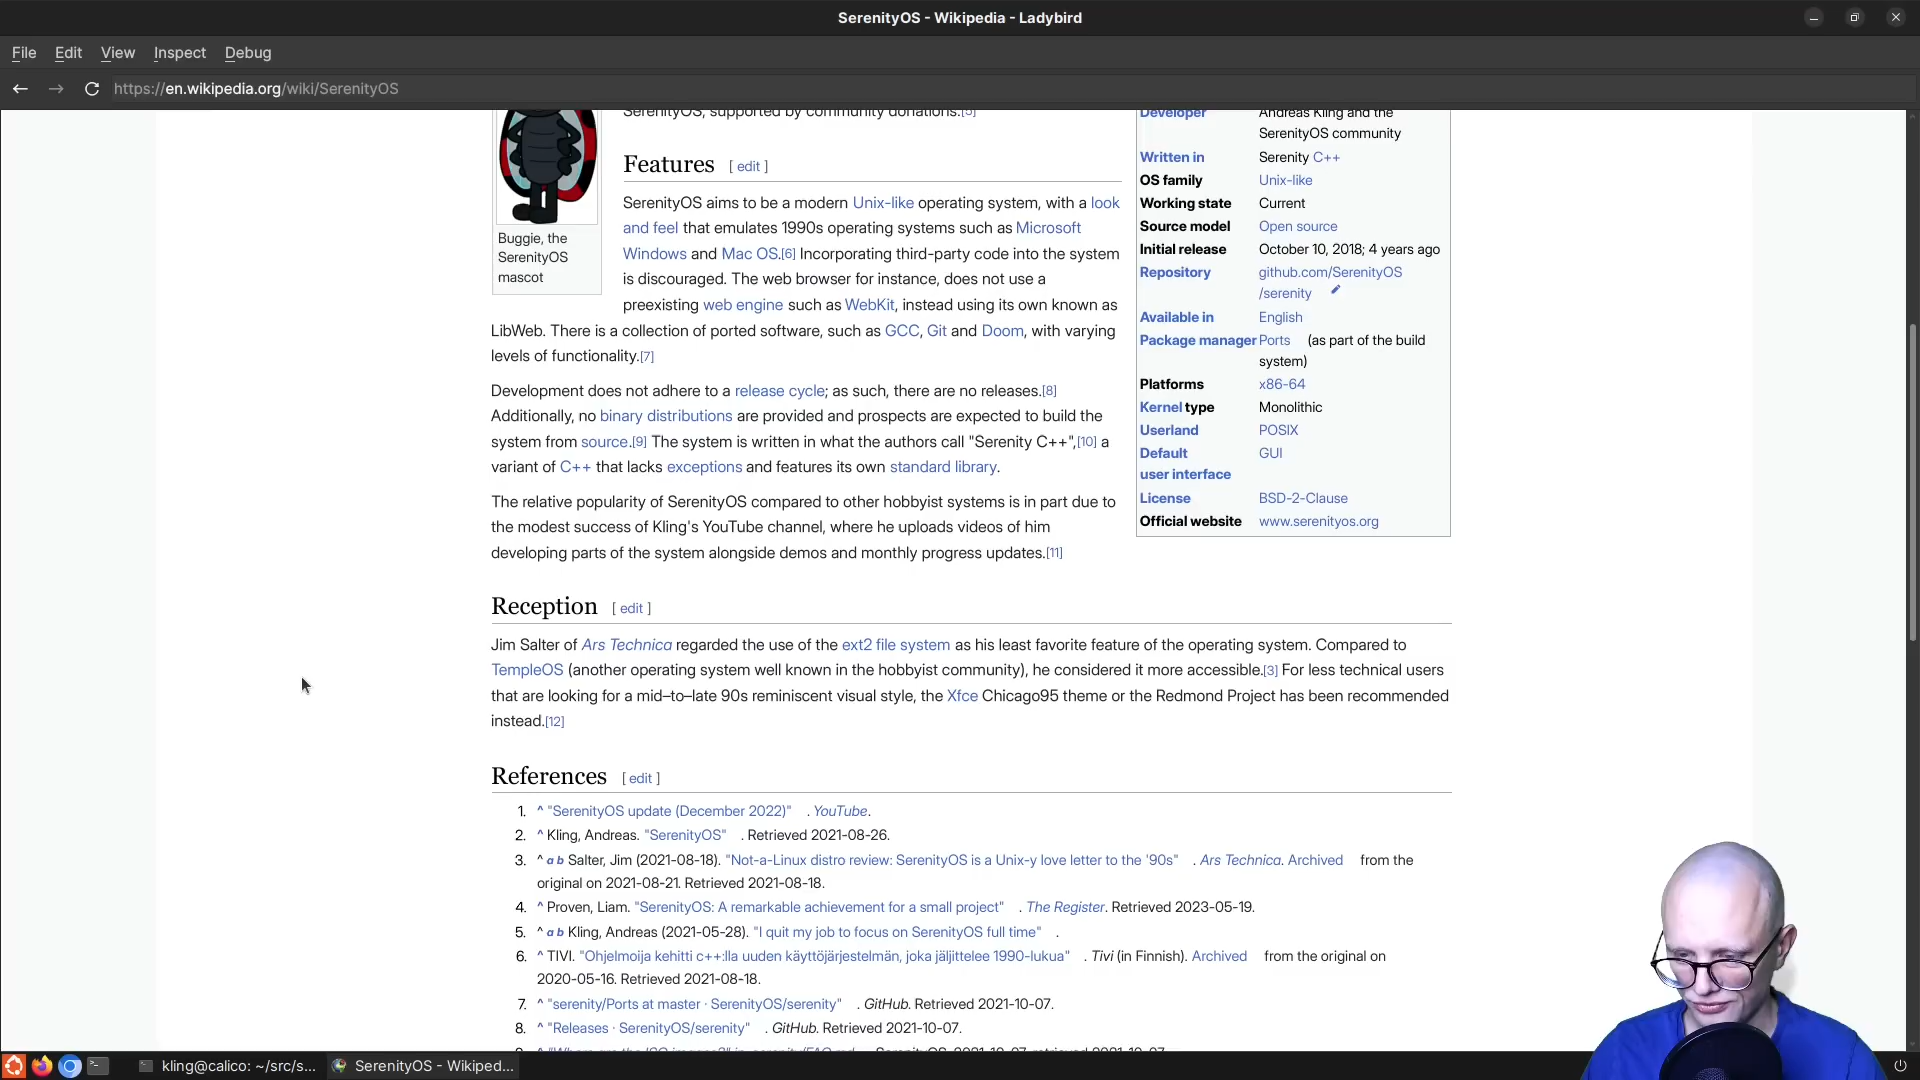 SerenityOS - Wikipedia - Ladybird
File Edit View Inspect Debug
https://en.wikipedia.org/wiki/SerenityOS
SerenityOS, supported by community donations.[5]
Features [ edit ]
SerenityOS aims to be a modern Unix-like operating system, with a look
and feel that emulates 1990s operating systems such as Microsoft
Windows and Mac OS.[6] Incorporating third-party code into the system
is discouraged. The web browser for instance, does not use a
preexisting web engine such as WebKit, instead using its own known as
LibWeb. There is a collection of ported software, such as GCC, Git and Doom, with varying
levels of functionality.[7]
Buggie, the
SerenityOS
mascot
Development does not adhere to a release cycle; as such, there are no releases.[8]
Additionally, no binary distributions are provided and prospects are expected to build the
system from source.[9] The system is written in what the authors call "Serenity C++",[10] a
variant of C++ that lacks exceptions and features its own standard library.
The relative popularity of SerenityOS compared to other hobbyist systems is in part due to
the modest success of Kling's YouTube channel, where he uploads videos of him
developing parts of the system alongside demos and monthly progress updates.[11]
Developer Andreas Kling and the
SerenityOS community
Written in Serenity C++
OS family Unix-like
Working state Current
Source model Open source
Initial release October 10, 2018; 4 years ago
Repository github.com/SerenityOS
/serenity
Available in English
Package manager Ports (as part of the build
system)
Platforms x86-64
Kernel type Monolithic
Userland POSIX
Default GUI
user interface
License BSD-2-Clause
Official website www.serenityos.org
Reception [ edit ]
Jim Salter of Ars Technica regarded the use of the ext2 file system as his least favorite feature of the operating system. Compared to
TempleOS (another operating system well known in the hobbyist community), he considered it more accessible.[3] For less technical users
that are looking for a mid–to–late 90s reminiscent visual style, the Xfce Chicago95 theme or the Redmond Project has been recommended
instead.[12]
References [ edit ]
1. ^ "SerenityOS update (December 2022)" . YouTube.
2. ^ Kling, Andreas. "SerenityOS" . Retrieved 2021-08-26.
3. ^ a b Salter, Jim (2021-08-18). "Not-a-Linux distro review: SerenityOS is a Unix-y love letter to the '90s" . Ars Technica. Archived from the
original on 2021-08-21. Retrieved 2021-08-18.
4. ^ Proven, Liam. "SerenityOS: A remarkable achievement for a small project" . The Register. Retrieved 2023-05-19.
5. ^ a b Kling, Andreas (2021-05-28). "I quit my job to focus on SerenityOS full time" .
6. ^ TIVI. "Ohjelmoija kehitti c++:lla uuden käyttöjärjestelmän, joka jäljittelee 1990-lukua" . Tivi (in Finnish). Archived from the original on
2020-05-16. Retrieved 2021-08-18.
7. ^ "serenity/Ports at master · SerenityOS/serenity" . GitHub. Retrieved 2021-10-07.
8. ^ "Releases · SerenityOS/serenity" . GitHub. Retrieved 2021-10-07.
kling@calico: ~/src/s... SerenityOS - Wikiped...